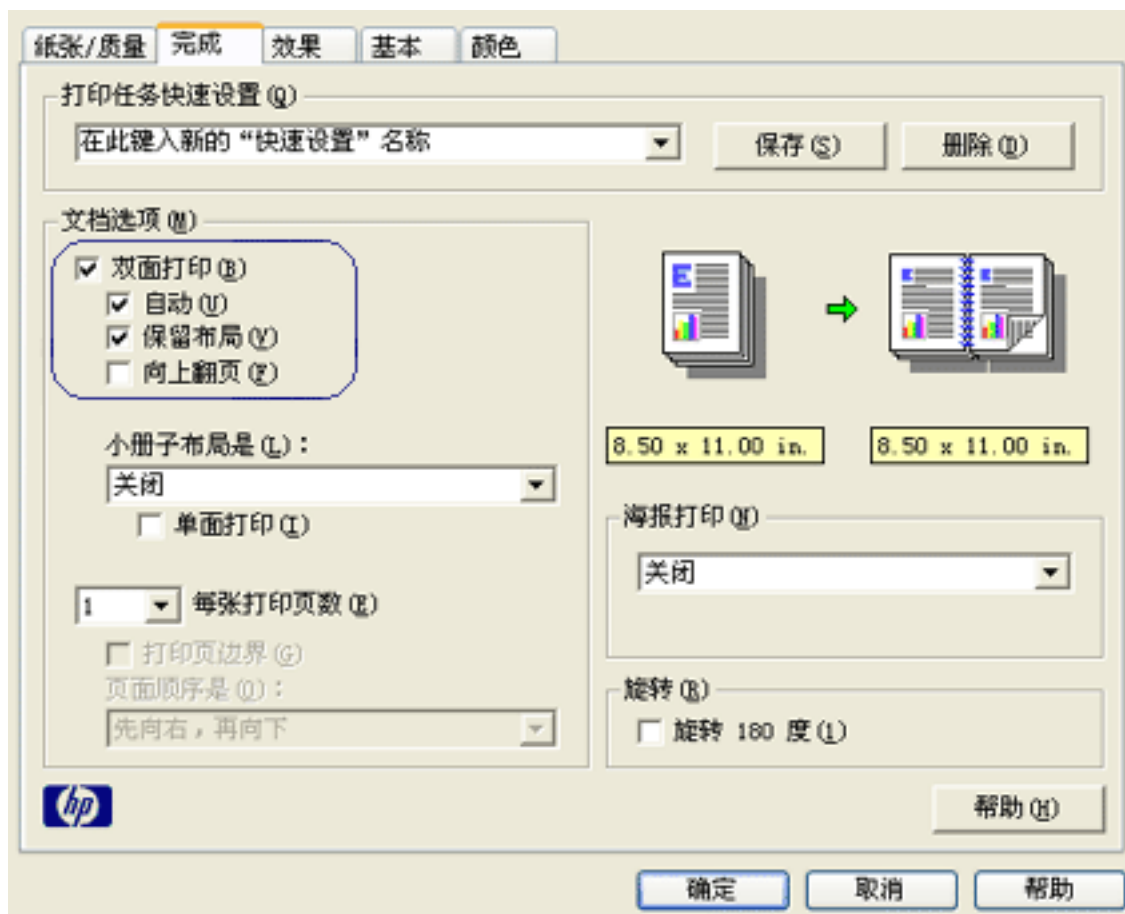 纸张/质量 完成 效果 基本 颜色
打印任务快速设置(Q)
在此键入新的“快速设置”名称
保存(S)
删除(D)
文档选项(M)
双面打印(B)
自动(U)
保留布局(Y)
向上翻页(F)
小册子布局是(L):
关闭
单面打印(I)
1 每张打印页数(E)
打印页边界(G)
页面顺序是(O):
先向右,再向下
E
E E
8.50 x 11.00 in.
8.50 x 11.00 in.
海报打印(N)
关闭
旋转(R)
旋转 180 度(1)
hp
帮助(H)
确定 取消 帮助